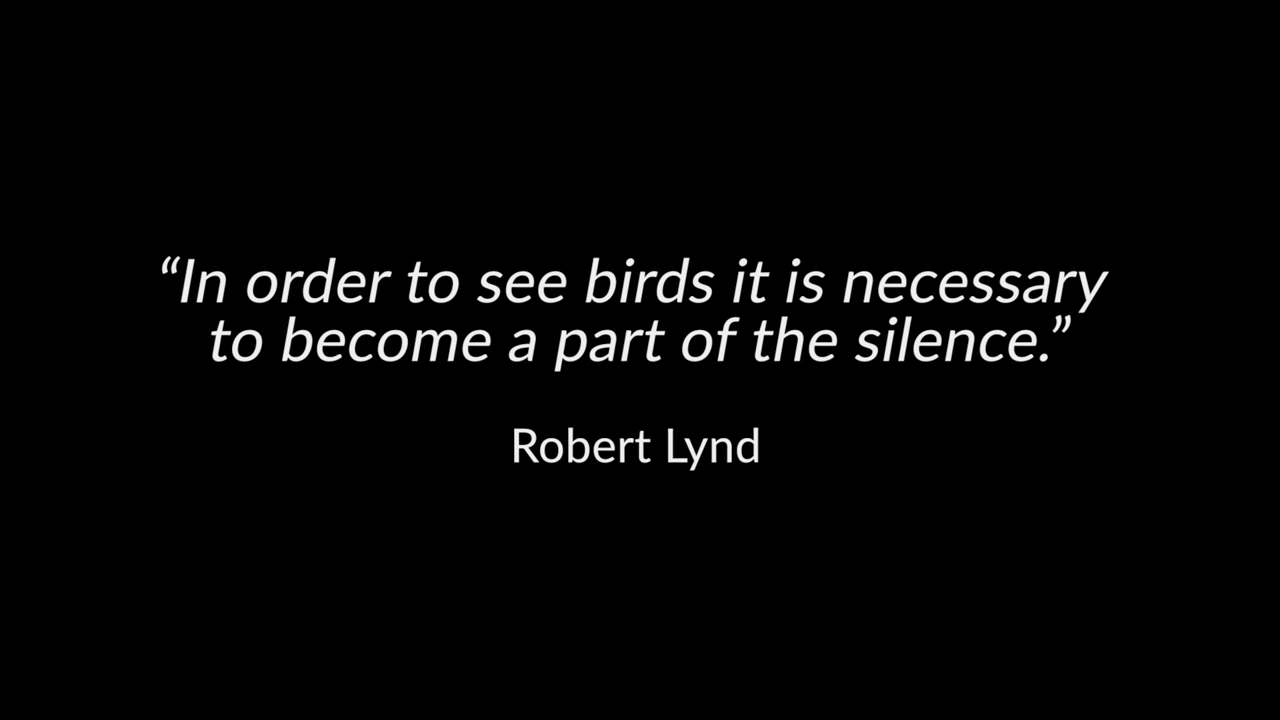 “In order to see birds it is necessary
to become a part of the silence.”
Robert Lynd